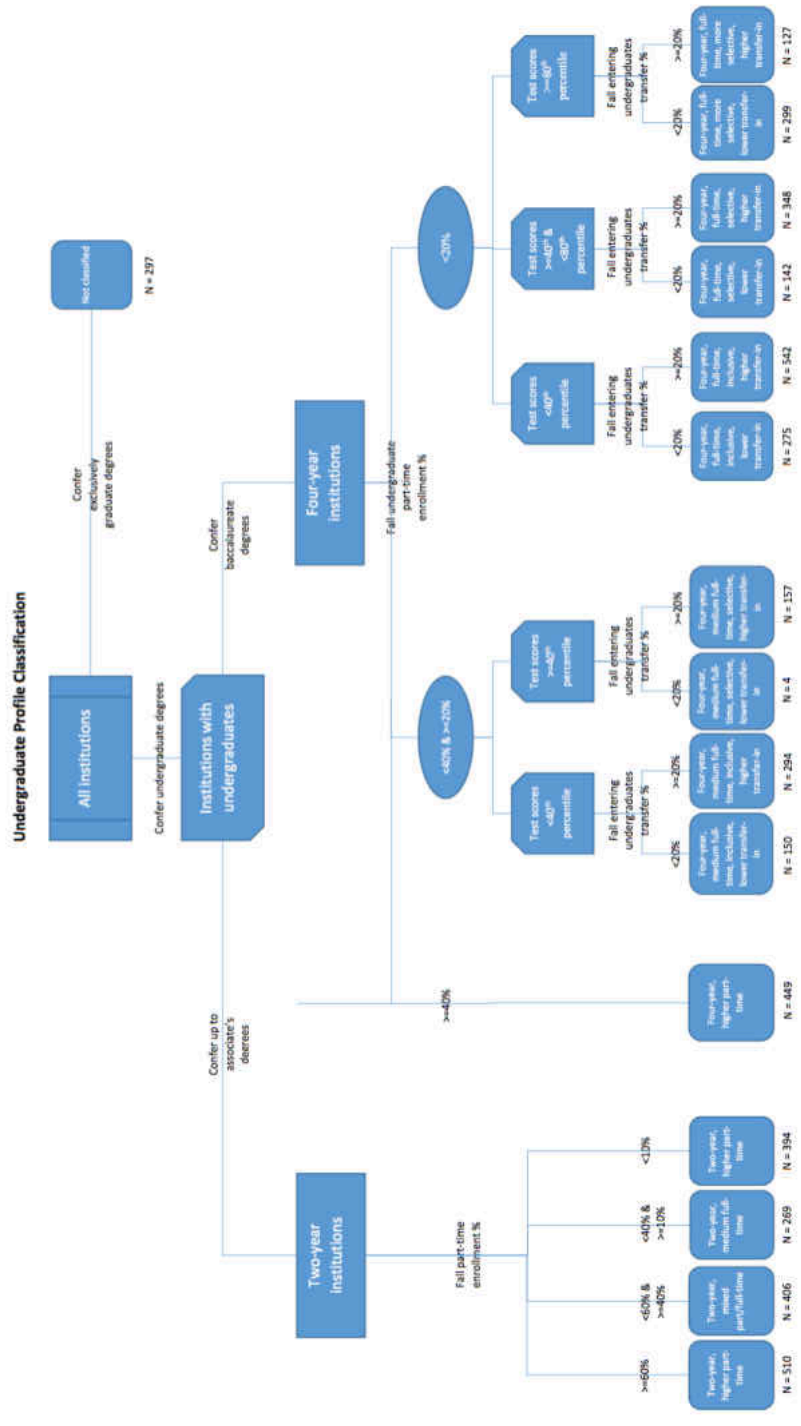 Undergraduate Profile Classification
All institutions
Confer
exclusively
graduate degrees
Not classified
N = 297
Confer undergraduate degrees
Institutions with
undergraduates
Confer up to
associate's
degrees
Confer
baccalaureate
degrees
Two-year
institutions
Four-year
institutions
Fall part-time
enrollment %
Fall undergraduate
part-time
enrollment %
>=60%
<60% &
>=40%
<40% &
>=10%
<10%
Two-year,
higher part-
time
Two-year,
mixed
part/full-time
Two-year,
medium full-
time
Two-year,
higher part-
time
N = 510
N = 406
N = 269
N = 394
>=40%
Four-year,
higher part-
time
N = 449
<40% & >=20%
Test scores
<40th
percentile
Test scores
>=40th
percentile
Fall entering
undergraduates
transfer %
Fall entering
undergraduates
transfer %
<20%
>=20%
<20%
>=20%
Four-year,
medium full-
time, inclusive,
lower transfer-
in
Four-year,
medium full-
time, inclusive,
higher
transfer-in
Four-year,
medium full-
time, selective,
lower transfer-
in
Four-year,
medium full-
time, selective,
higher transfer-
in
N = 150
N = 294
N = 4
N = 157
<20%
Test scores
<40th
percentile
Test scores
>=40th &
<80th
percentile
Test scores
>=80th
percentile
Fall entering
undergraduates
transfer %
Fall entering
undergraduates
transfer %
Fall entering
undergraduates
transfer %
<20%
>=20%
<20%
>=20%
<20%
>=20%
Four-year,
full-time,
inclusive,
lower
transfer-in
Four-year,
full-time,
inclusive,
higher
transfer-in
Four-year,
full-time,
selective,
lower
transfer-in
Four-year,
full-time,
selective,
higher
transfer-in
Four-year, full-
time, more
selective,
lower transfer-
in
Four-year, full-
time, more
selective,
higher
transfer-in
N = 275
N = 542
N = 142
N = 348
N = 299
N = 127